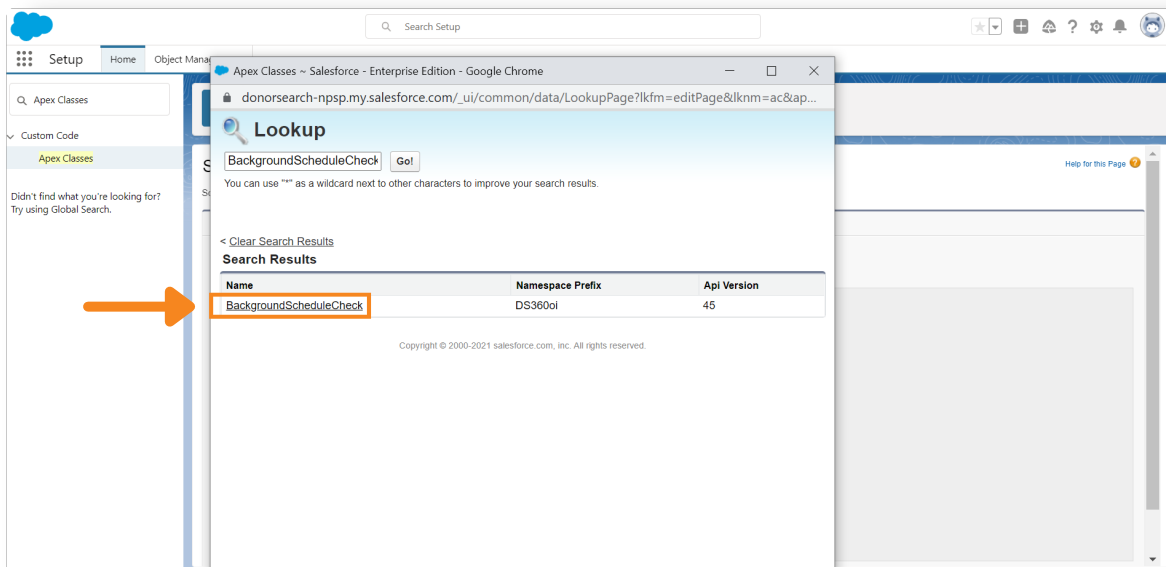 Search Setup
Setup
Home
Object Mana
Apex Classes
Custom Code
Apex Classes
Didn't find what you're looking for?
Try using Global Search.
Apex Classes ~ Salesforce - Enterprise Edition - Google Chrome
donorsearch-npsp.my.salesforce.com/_ui/common/data/LookupPage?lkfm=editPage&lknm=ac&ap...
Lookup
BackgroundScheduleCheck
Go!
You can use "*" as a wildcard next to other characters to improve your search results.
< Clear Search Results
Search Results
Name Namespace Prefix Api Version
BackgroundScheduleCheck DS360oi 45
Copyright © 2000-2021 salesforce.com, inc. All rights reserved.
Help for this Page